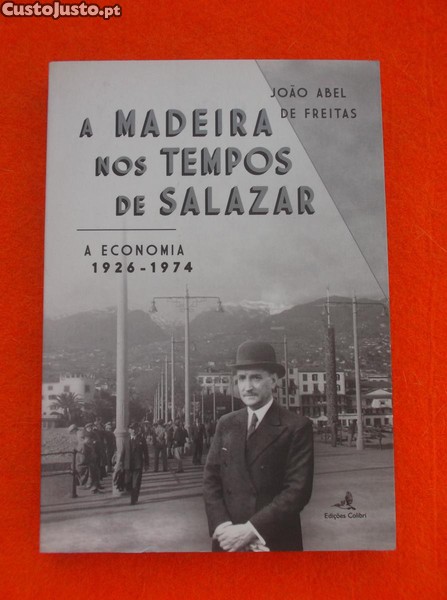 CustoJusto.pt
JOÃO ABEL
DE FREITAS
A MADEIRA
NOS TEMPOS
DE SALAZAR
A ECONOMIA
1926-1974
Edições Colibri